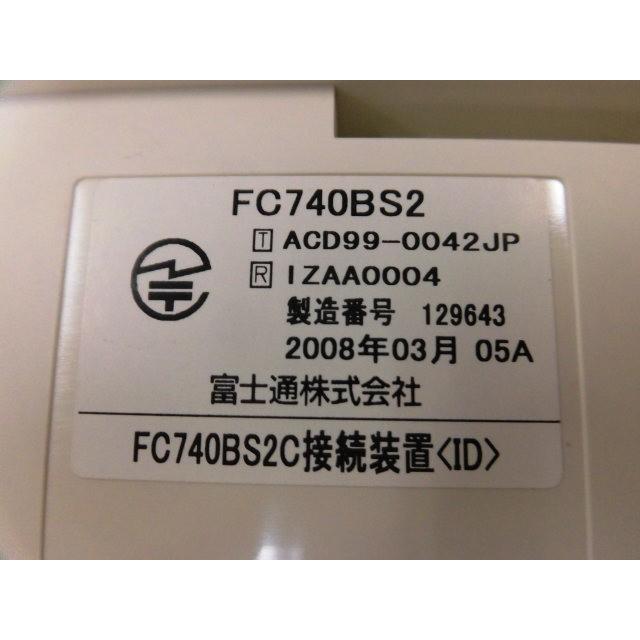 FC740BS2
T ACD99-0042JP
R IZAA0004
製造番号 129643
2008年03月 05A
富士通株式会社
FC740BS2C接続装置<ID>